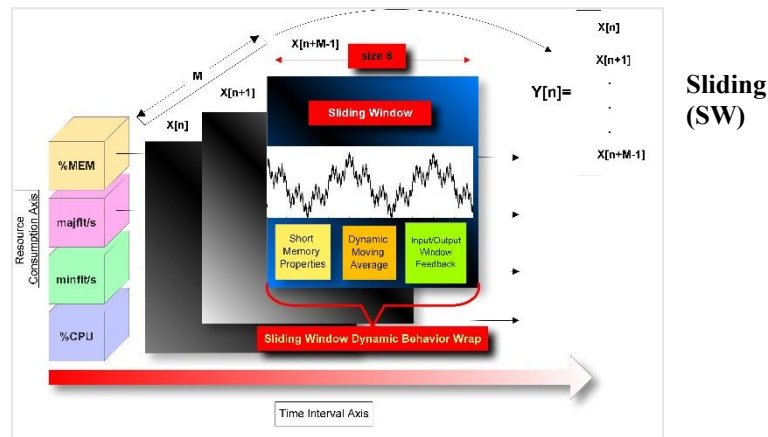 X[n]
X[n+M-1]
size 8
X[n+1]
M
Y[n]=
.
.
.
X[n+M-1]
X[n+1]
X[n]
Sliding Window
%MEM
majflt/s
minflt/s
%CPU
Resource
Consumption Axis
Short
Memory
Properties
Dynamic
Moving
Average
Input/Output
Window
Feedback
Sliding Window Dynamic Behavior Wrap
Time Interval Axis
Sliding
(SW)